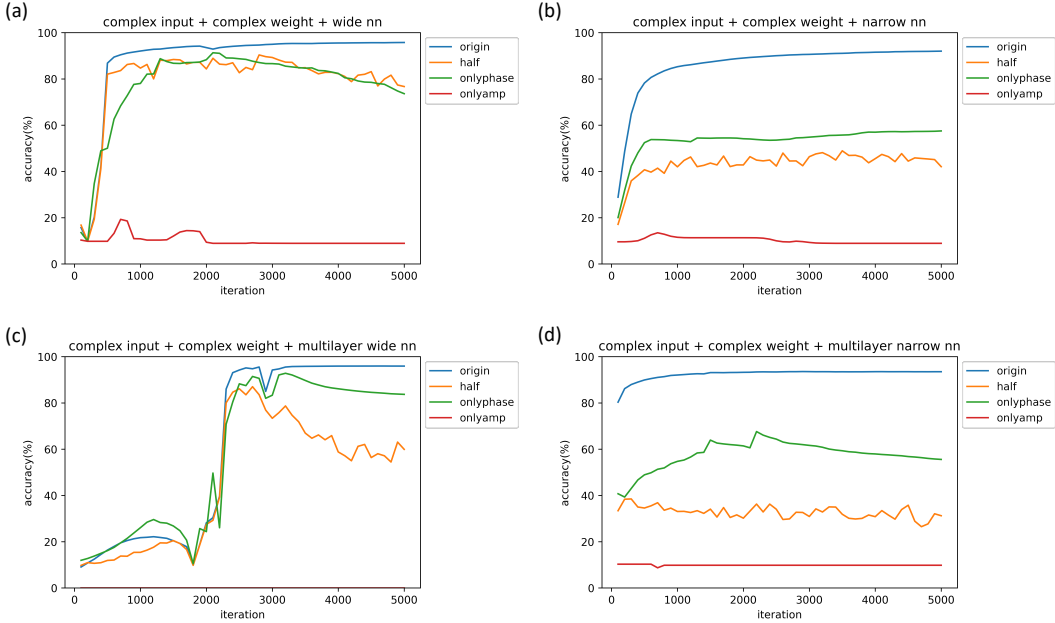 (a)
complex input + complex weight + wide nn
100
80
60
40
20
0
accuracy(%)
0 1000 2000 3000 4000 5000
iteration
origin
half
onlyphase
onlyamp
(b)
complex input + complex weight + narrow nn
100
80
60
40
20
0
accuracy(%)
0 1000 2000 3000 4000 5000
iteration
origin
half
onlyphase
onlyamp
(c)
complex input + complex weight + multilayer wide nn
100
80
60
40
20
0
accuracy(%)
0 1000 2000 3000 4000 5000
iteration
origin
half
onlyphase
onlyamp
(d)
complex input + complex weight + multilayer narrow nn
100
80
60
40
20
0
accuracy(%)
0 1000 2000 3000 4000 5000
iteration
origin
half
onlyphase
onlyamp